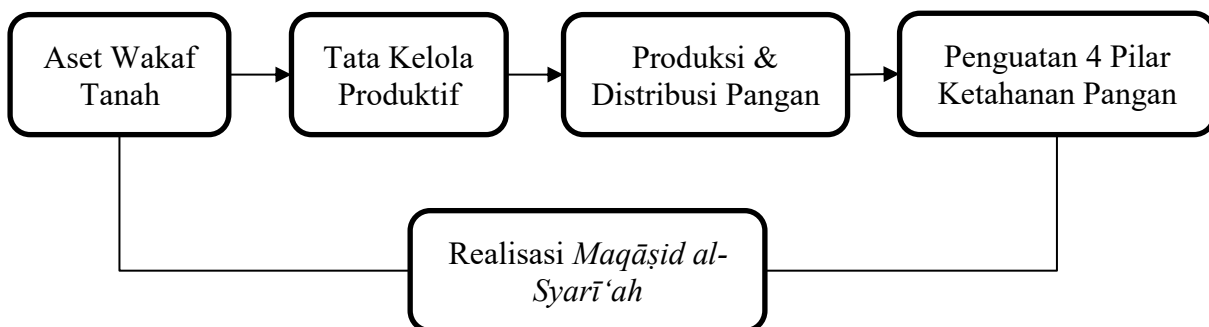 Aset Wakaf
Tanah
Tata Kelola
Produktif
Produksi &
Distribusi Pangan
Penguatan 4 Pilar
Ketahanan Pangan
Realisasi Maqāṣid al-
Syarī‘ah